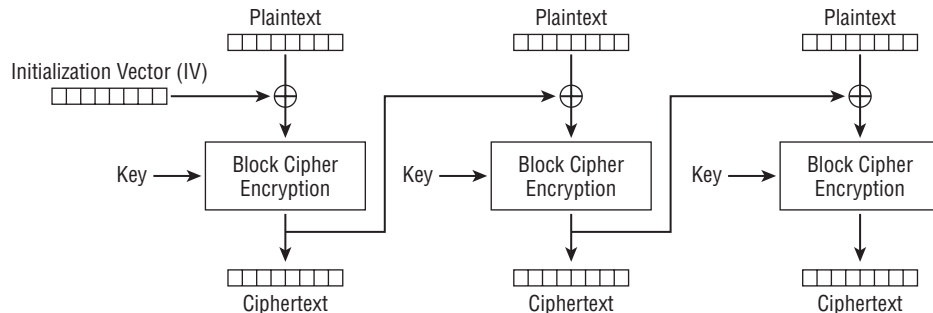 Plaintext
Plaintext
Plaintext
Initialization Vector (IV)
Key
Block Cipher
Encryption
Key
Block Cipher
Encryption
Key
Block Cipher
Encryption
Ciphertext
Ciphertext
Ciphertext